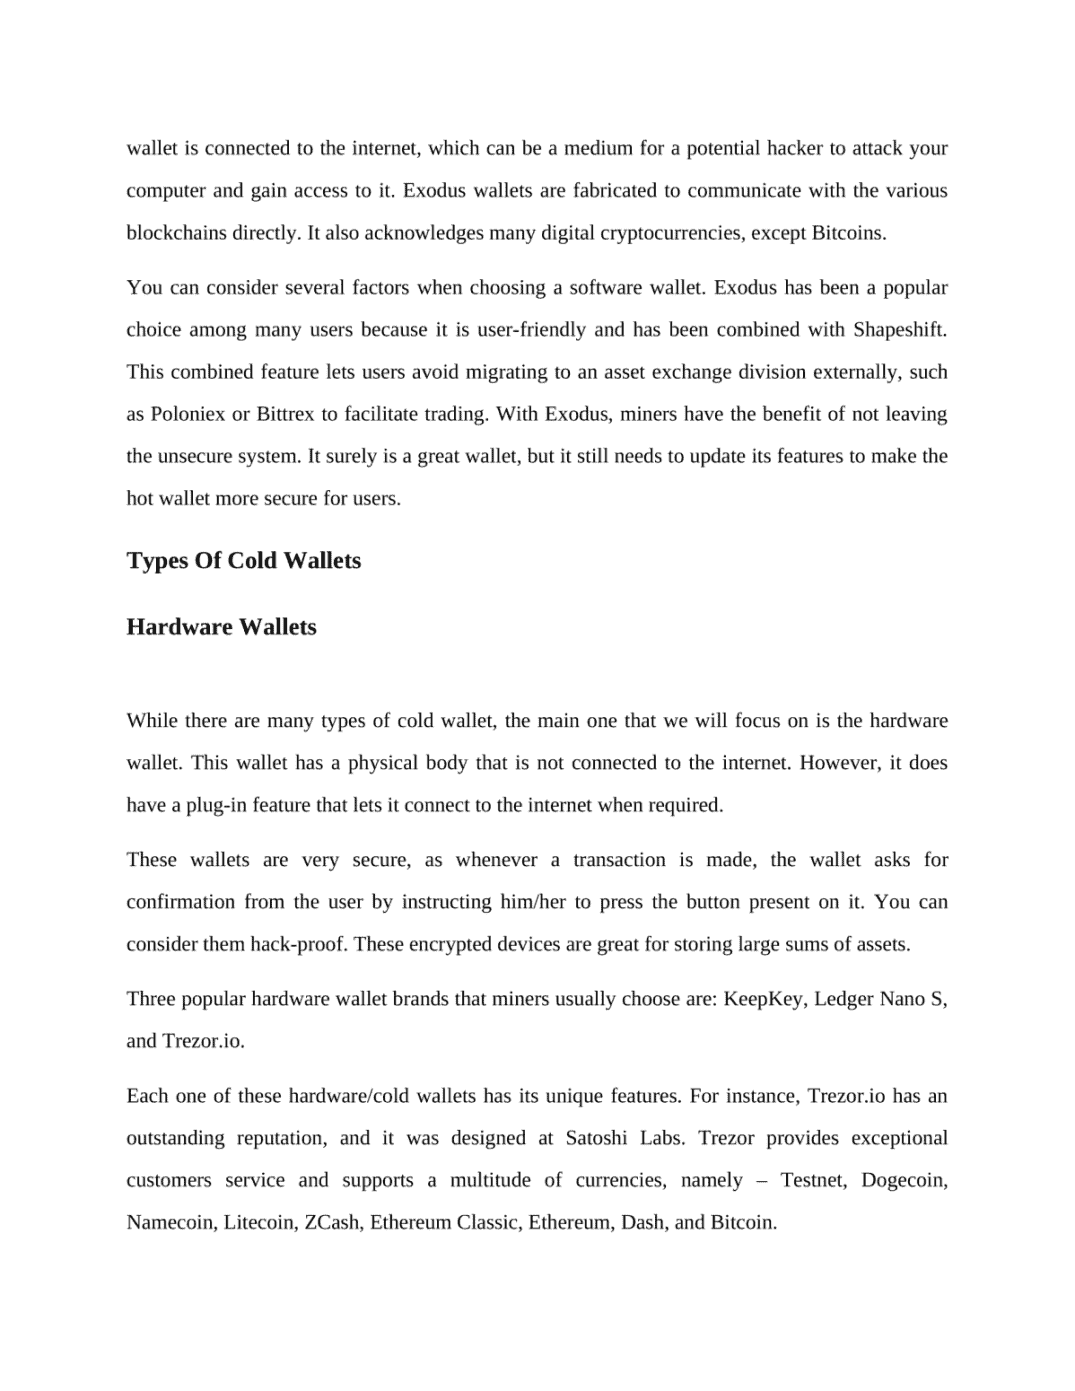 wallet is connected to the internet, which can be a medium for a potential hacker to attack your
computer and gain access to it. Exodus wallets are fabricated to communicate with the various
blockchains directly. It also acknowledges many digital cryptocurrencies, except Bitcoins.
You can consider several factors when choosing a software wallet. Exodus has been a popular
choice among many users because it is user-friendly and has been combined with Shapeshift.
This combined feature lets users avoid migrating to an asset exchange division externally, such
as Poloniex or Bittrex to facilitate trading. With Exodus, miners have the benefit of not leaving
the unsecure system. It surely is a great wallet, but it still needs to update its features to make the
hot wallet more secure for users.
Types Of Cold Wallets
Hardware Wallets
While there are many types of cold wallet, the main one that we will focus on is the hardware
wallet. This wallet has a physical body that is not connected to the internet. However, it does
have a plug-in feature that lets it connect to the internet when required.
These wallets are very secure, as whenever a transaction is made, the wallet asks for
confirmation from the user by instructing him/her to press the button present on it. You can
consider them hack-proof. These encrypted devices are great for storing large sums of assets.
Three popular hardware wallet brands that miners usually choose are: KeepKey, Ledger Nano S,
and Trezor.io.
Each one of these hardware/cold wallets has its unique features. For instance, Trezor.io has an
outstanding reputation, and it was designed at Satoshi Labs. Trezor provides exceptional
customers service and supports a multitude of currencies, namely – Testnet, Dogecoin,
Namecoin, Litecoin, ZCash, Ethereum Classic, Ethereum, Dash, and Bitcoin.